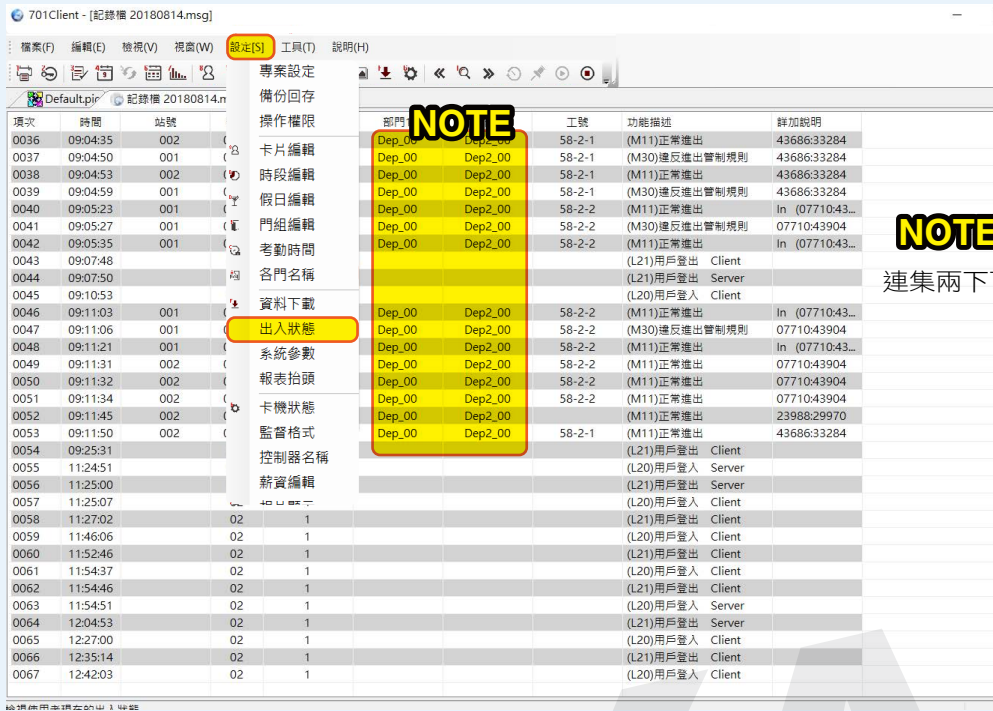 701Client - [記錄檔 20180814.msg]
檔案(F) 編輯(E) 檢視(V) 視窗(W) 設定[S] 工具(T) 說明(H)
專案設定
備份回存
操作權限
卡片編輯
時段編輯
假日編輯
門組編輯
考勤時間
各門名稱
資料下載
出入狀態
系統參數
報表抬頭
卡機狀態
監督格式
控制器名稱
薪資編輯
Default.pic 記錄檔 20180814.m
項次 時間 站號 部門 NOTE 工號 功能描述 詳加說明
0036 09:04:35 002 Dep_00 Dep2_00 58-2-1 (M11)正常進出 43686:33284
0037 09:04:50 001 Dep_00 Dep2_00 58-2-1 (M30)違反進出管制規則 43686:33284
0038 09:04:53 002 Dep_00 Dep2_00 58-2-1 (M11)正常進出 43686:33284
0039 09:04:59 001 Dep_00 Dep2_00 58-2-1 (M30)違反進出管制規則 43686:33284
0040 09:05:23 001 Dep_00 Dep2_00 58-2-2 (M11)正常進出 In (07710:43...
0041 09:05:27 001 Dep_00 Dep2_00 58-2-2 (M30)違反進出管制規則 07710:43904
0042 09:05:35 001 Dep_00 Dep2_00 58-2-2 (M11)正常進出 In (07710:43...
0043 09:07:48 (L21)用戶登出 Client
0044 09:07:50 (L21)用戶登出 Server
0045 09:10:53 (L20)用戶登入 Client
0046 09:11:03 001 Dep_00 Dep2_00 58-2-2 (M11)正常進出 In (07710:43...
0047 09:11:06 001 Dep_00 Dep2_00 58-2-2 (M30)違反進出管制規則 07710:43904
0048 09:11:21 001 Dep_00 Dep2_00 58-2-2 (M11)正常進出 In (07710:43...
0049 09:11:31 002 Dep_00 Dep2_00 58-2-2 (M11)正常進出 07710:43904
0050 09:11:32 002 Dep_00 Dep2_00 58-2-2 (M11)正常進出 07710:43904
0051 09:11:34 002 Dep_00 Dep2_00 58-2-2 (M11)正常進出 07710:43904
0052 09:11:45 002 Dep_00 Dep2_00 (M11)正常進出 23988:29970
0053 09:11:50 002 Dep_00 Dep2_00 58-2-1 (M11)正常進出 43686:33284
0054 09:25:31 (L21)用戶登出 Client
0055 11:24:51 (L20)用戶登入 Server
0056 11:25:00 (L21)用戶登出 Server
0057 11:25:07 (L20)用戶登入 Client
0058 11:27:02 02 1 (L21)用戶登出 Client
0059 11:46:06 02 1 (L20)用戶登入 Client
0060 11:52:46 02 1 (L21)用戶登出 Client
0061 11:54:37 02 1 (L20)用戶登入 Client
0062 11:54:46 02 1 (L21)用戶登出 Client
0063 11:54:51 02 1 (L20)用戶登入 Server
0064 12:04:53 02 1 (L21)用戶登出 Server
0065 12:27:00 02 1 (L20)用戶登入 Client
0066 12:35:14 02 1 (L21)用戶登出 Client
0067 12:42:03 02 1 (L20)用戶登入 Client
NOTE
連集兩下
檢視使用者現在的出入狀態